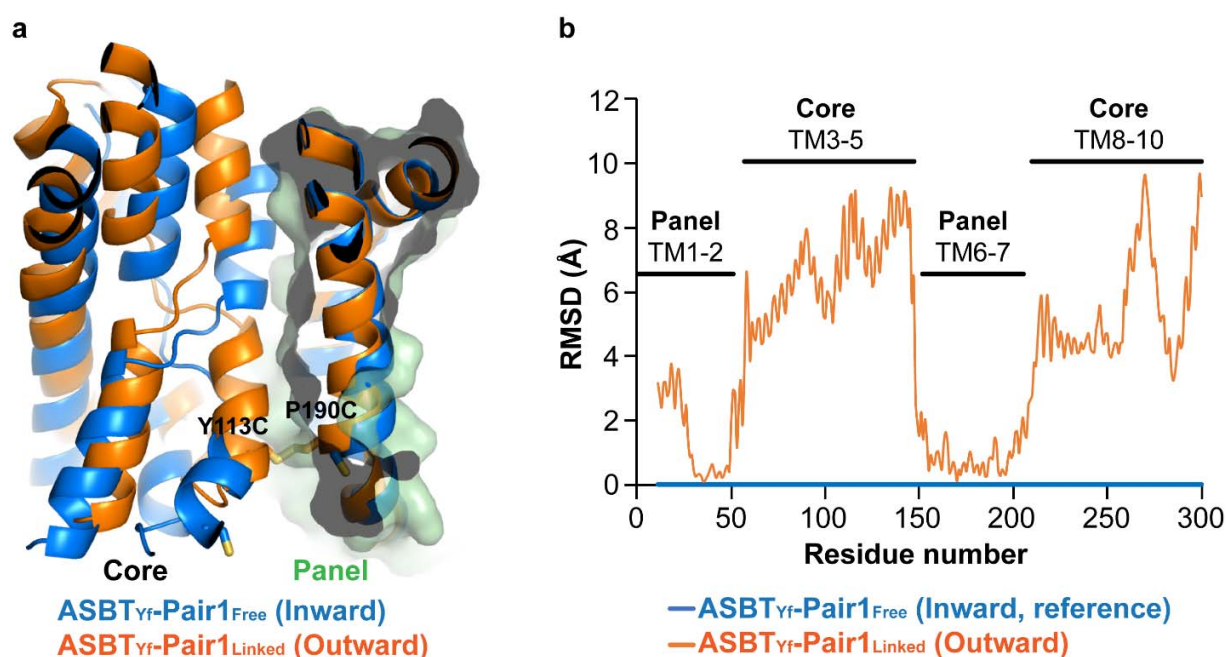 a
Y113C
P190C
Core
Panel
ASBTYf-Pair1Free (Inward)
ASBTYf-Pair1Linked (Outward)
b
RMSD (Å)
12
10
8
6
4
2
0
Core
TM3-5
Core
TM8-10
Panel
TM1-2
Panel
TM6-7
0 50 100 150 200 250 300
Residue number
ASBTYf-Pair1Free (Inward, reference)
ASBTYf-Pair1Linked (Outward)